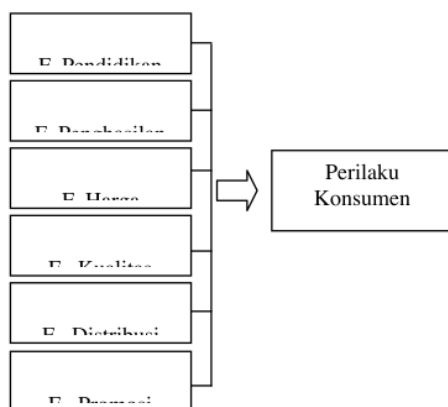 F. Pendidikan
F. Penghasilan
F. Harga
F. Kualitas
F. Distribusi
F. Promosi
Perilaku
Konsumen